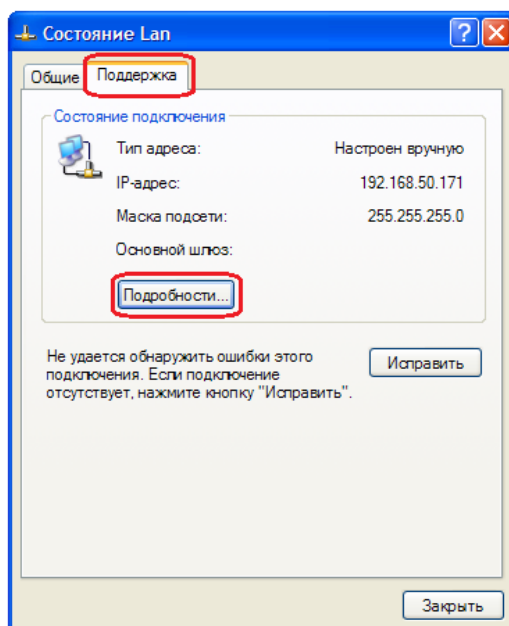 Состояние Lan
Общие Поддержка
Состояние подключения
Тип адреса: Настроен вручную
IP-адрес: 192.168.50.171
Маска подсети: 255.255.255.0
Основной шлюз:
Подробности...
Не удается обнаружить ошибки этого
подключения. Если подключение
отсутствует, нажмите кнопку "Исправить".
Исправить
Закрыть